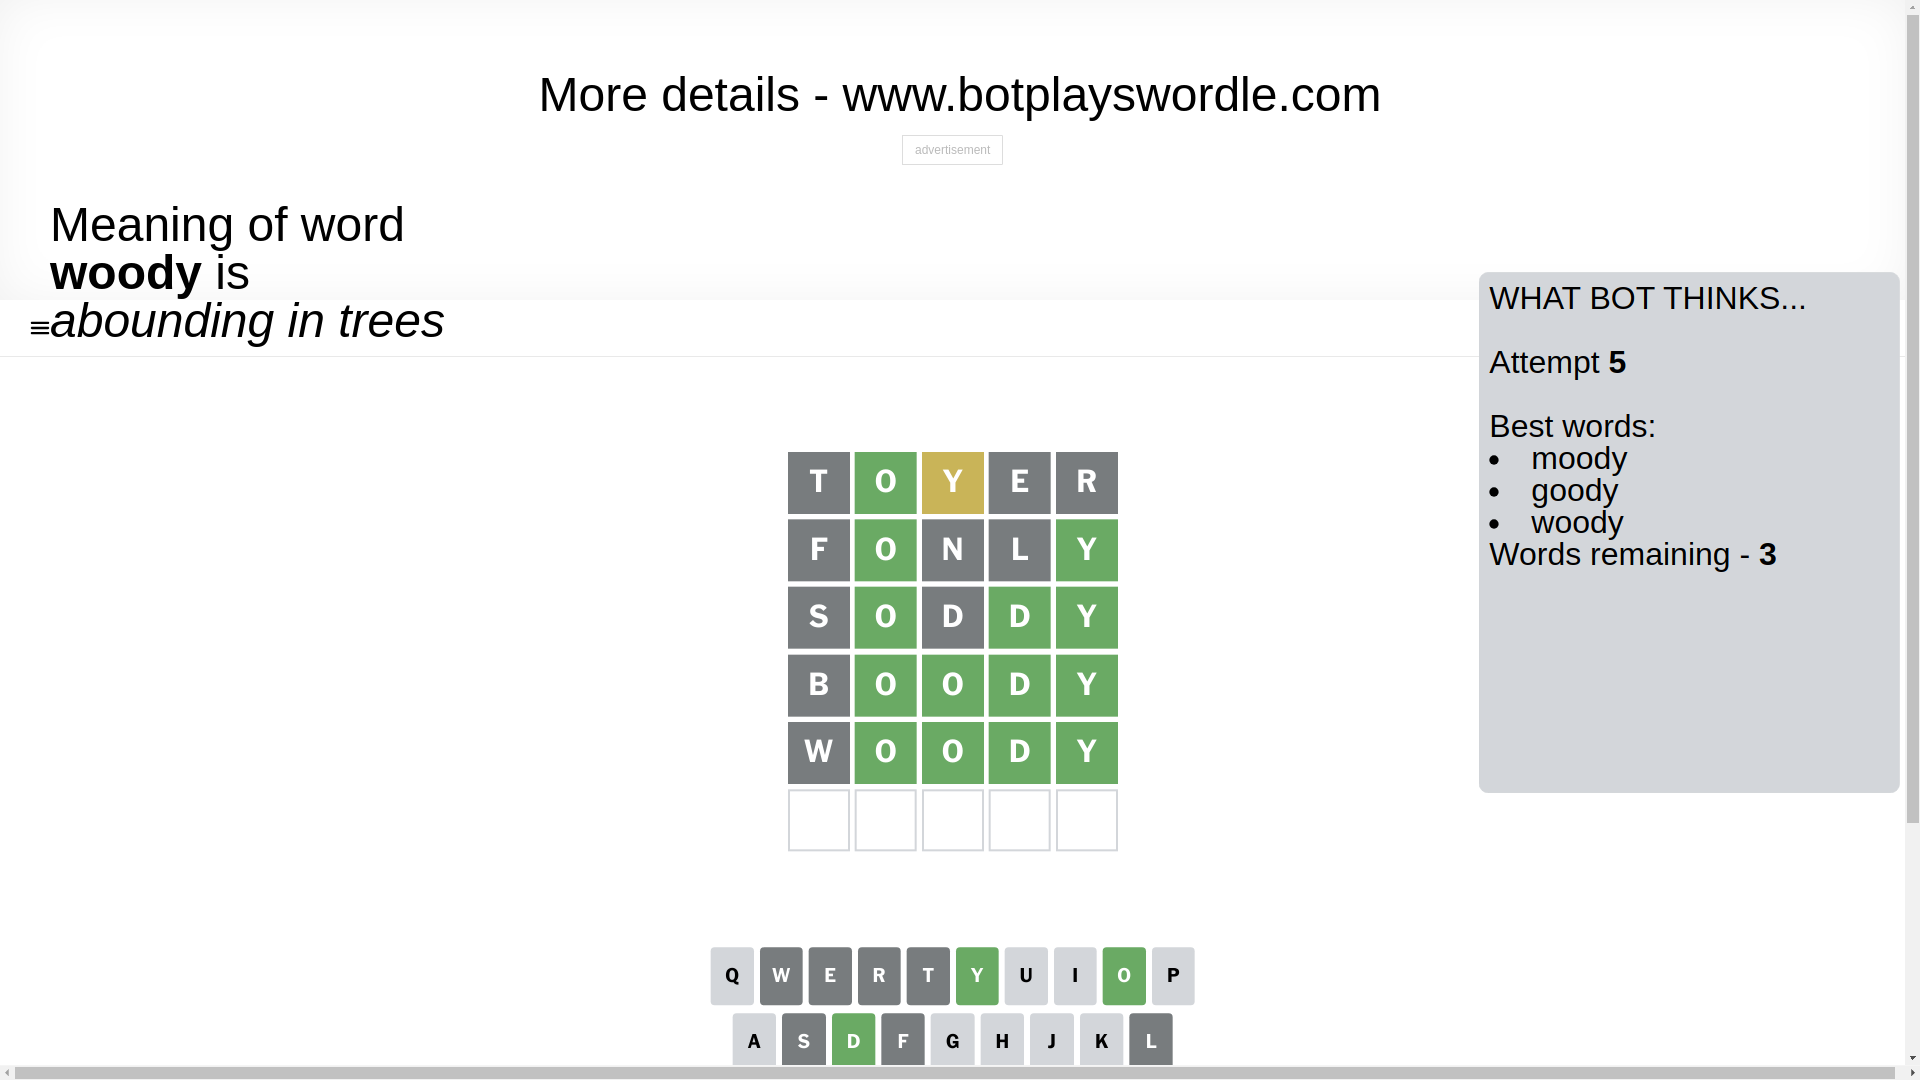 More details - www.botplayswordle.com
advertisement
Meaning of word
woody is
abounding in trees
WHAT BOT THINKS...
Attempt 5
Best words:
moody
goody
woody
Words remaining - 3
T O Y E R
F O N L Y
S O D D Y
B O O D Y
W O O D Y
Q W E R T Y U I O P
A S D F G H J K L